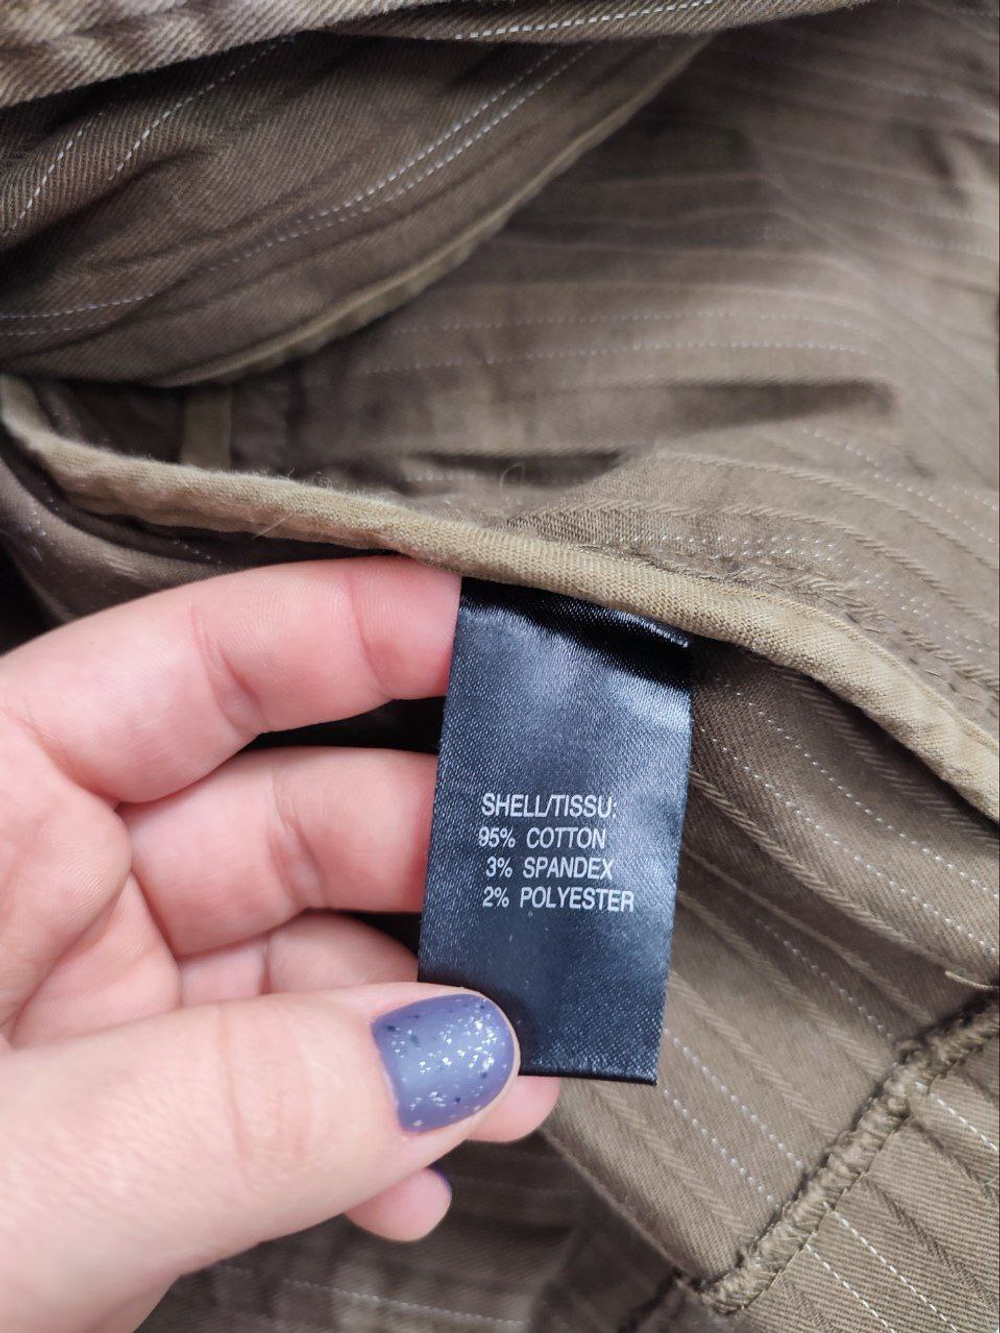 SHELL/TISSU:
95% COTTON
3% SPANDEX
2% POLYESTER